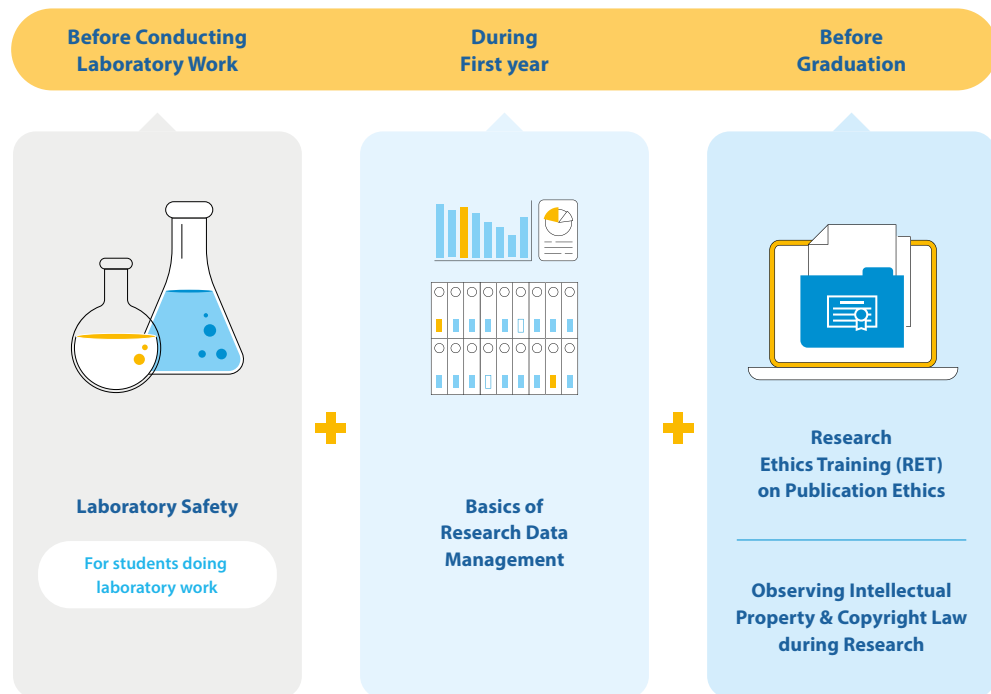 Before Conducting
Laboratory Work
During
First year
Before
Graduation
Laboratory Safety
For students doing
laboratory work
Basics of
Research Data
Management
Research
Ethics Training (RET)
on Publication Ethics
Observing Intellectual
Property & Copyright Law
during Research